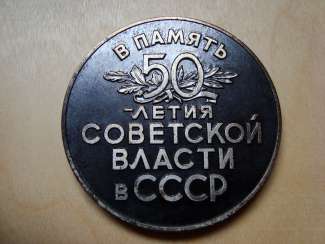 В ПАМЯТЬ
50
-ЛЕТИЯ
СОВЕТСКОЙ
ВЛАСТИ
В СССР